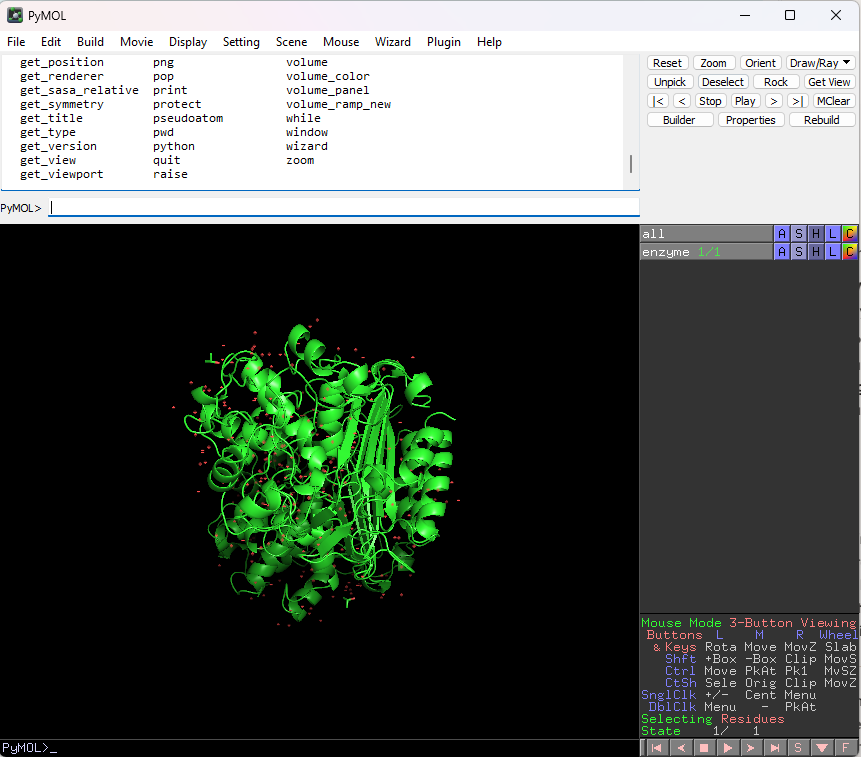 PyMOL
File Edit Build Movie Display Setting Scene Mouse Wizard Plugin Help
get_position png volume
get_renderer pop volume_color
get_sasa_relative print volume_panel
get_symmetry protect volume_ramp_new
get_title pseudoatom while
get_type pwd window
get_version python wizard
get_view quit zoom
get_viewport raise
PyMOL>
Reset Zoom Orient Draw/Ray
Unpick Deselect Rock Get View
|< < Stop Play > >| MClear
Builder Properties Rebuild
all A S H L C
enzyme 1/1 A S H L C
Mouse Mode 3-Button Viewing
Buttons L M R Wheel
& Keys Rota Move MovZ Slab
Shft +Box -Box Clip MovS
Ctrl Move PkAt Pk1 MvSZ
CtSh Sele Orig Clip MovZ
SnglClk +/- Cent Menu
DblClk Menu - PkAt
Selecting Residues
State 1/ 1
PyMOL>_
S F